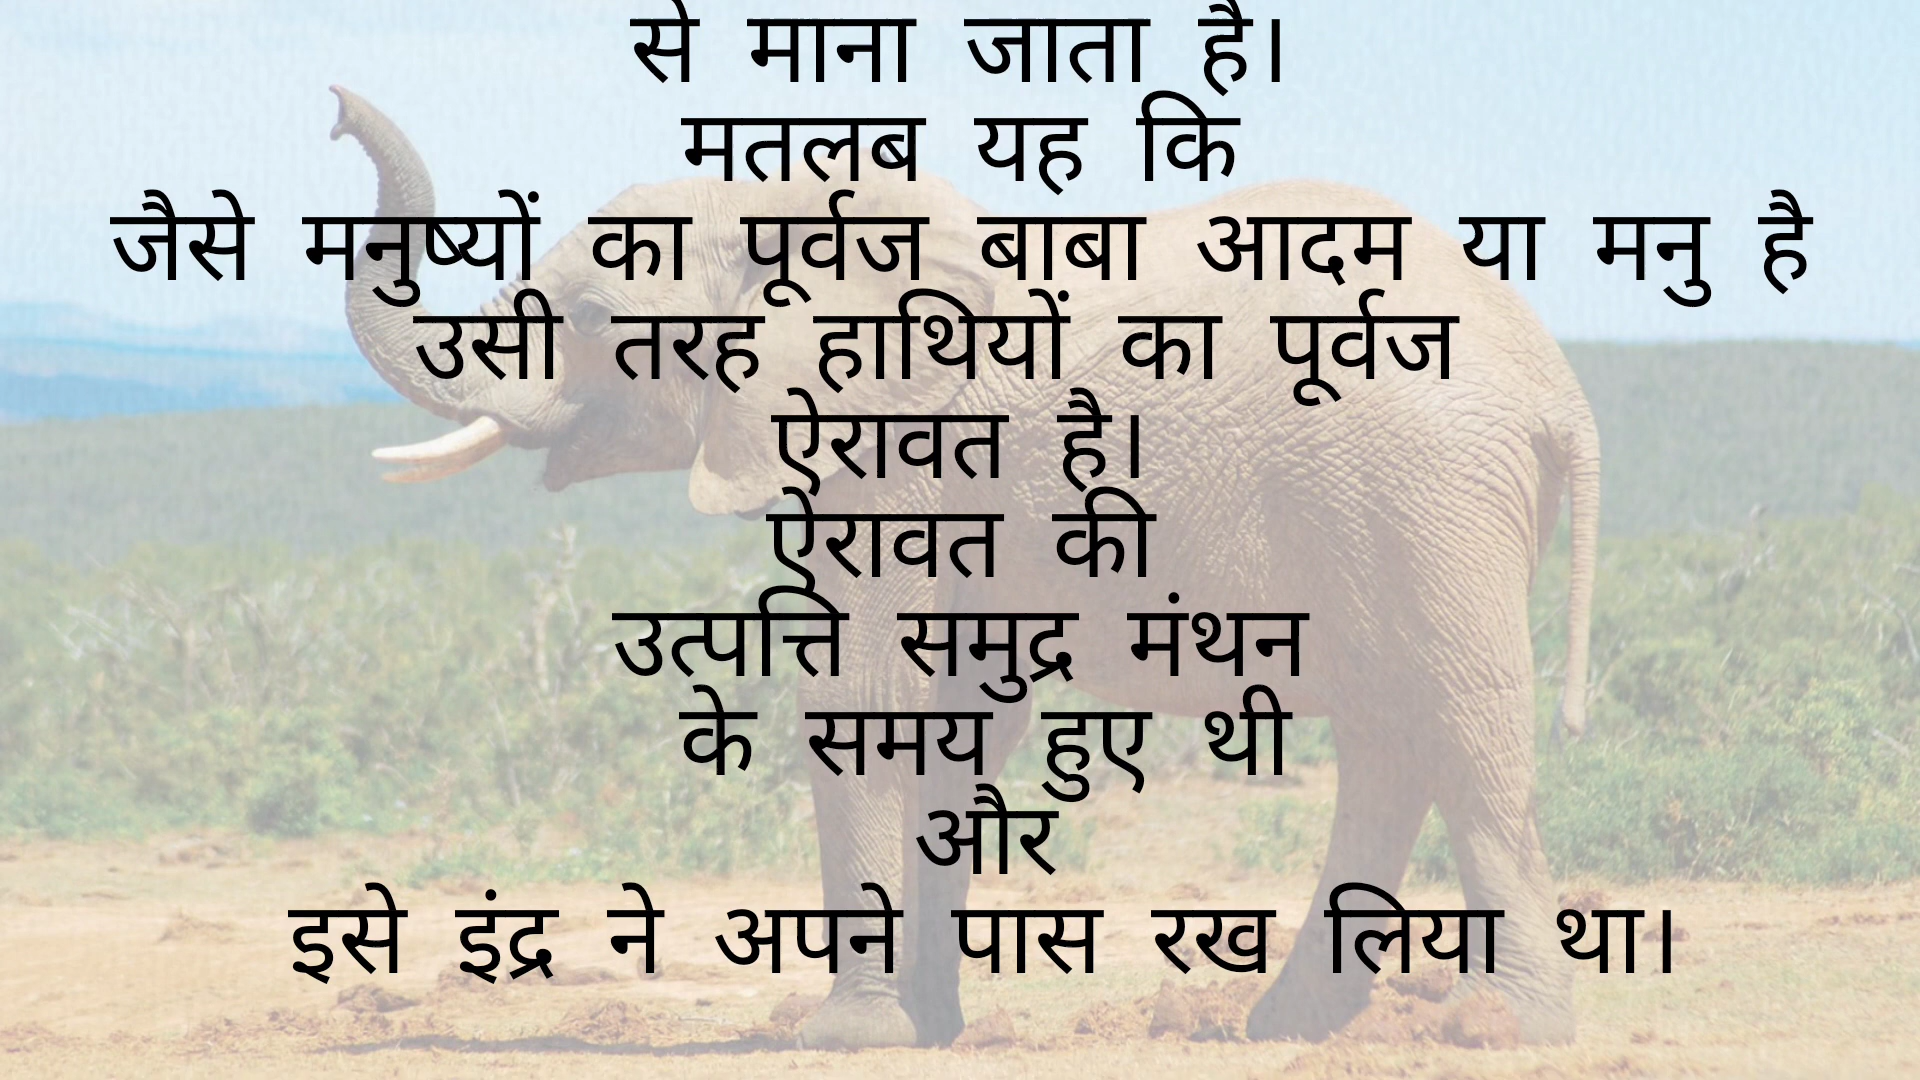 से माना जाता है।
मतलब यह कि
जैसे मनुष्यों का पूर्वज बाबा आदम या मनु है
उसी तरह हाथियों का पूर्वज
ऐरावत है।
ऐरावत की
उत्पत्ति समुद्र मंथन
के समय हुए थी
और
इसे इंद्र ने अपने पास रख लिया था।